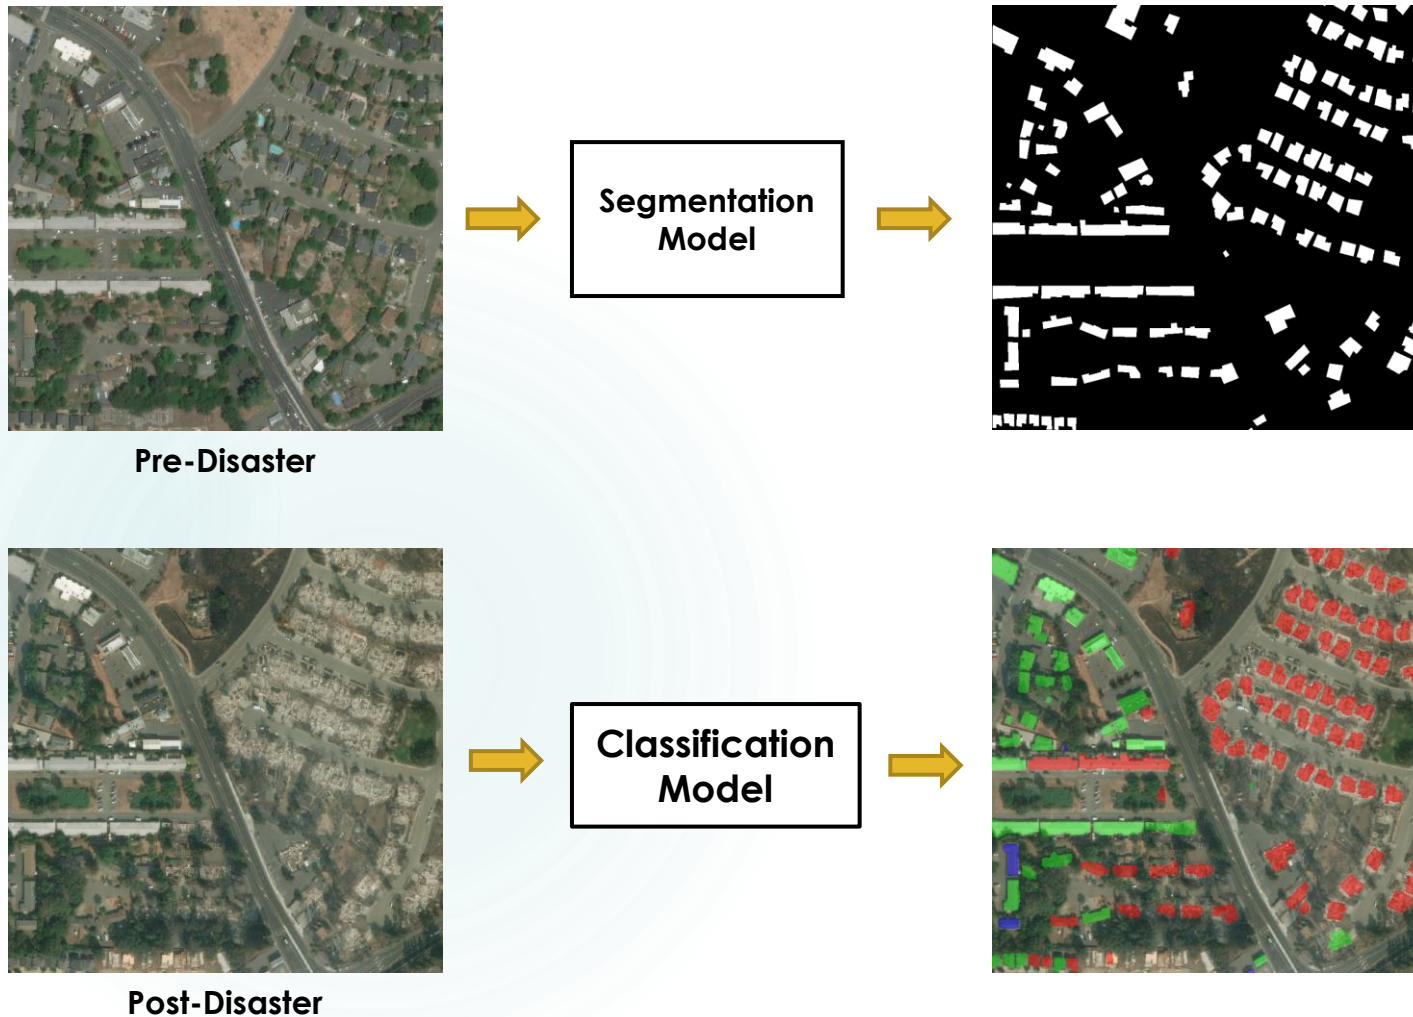 Segmentation
Model
Pre-Disaster
Classification
Model
Post-Disaster